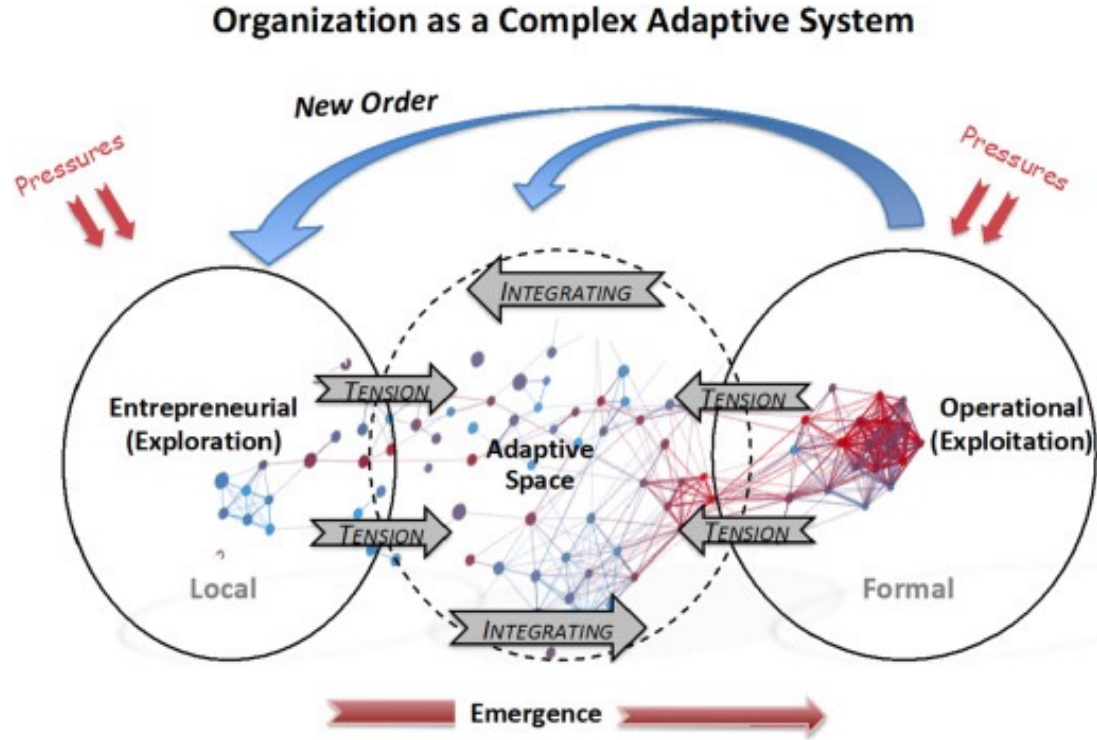 Organization as a Complex Adaptive System
New Order
Pressures
Pressures
INTEGRATING
TENSION
TENSION
Entrepreneurial
(Exploration)
Adaptive
Space
Operational
(Exploitation)
TENSION
TENSION
Local
Formal
INTEGRATING
Emergence